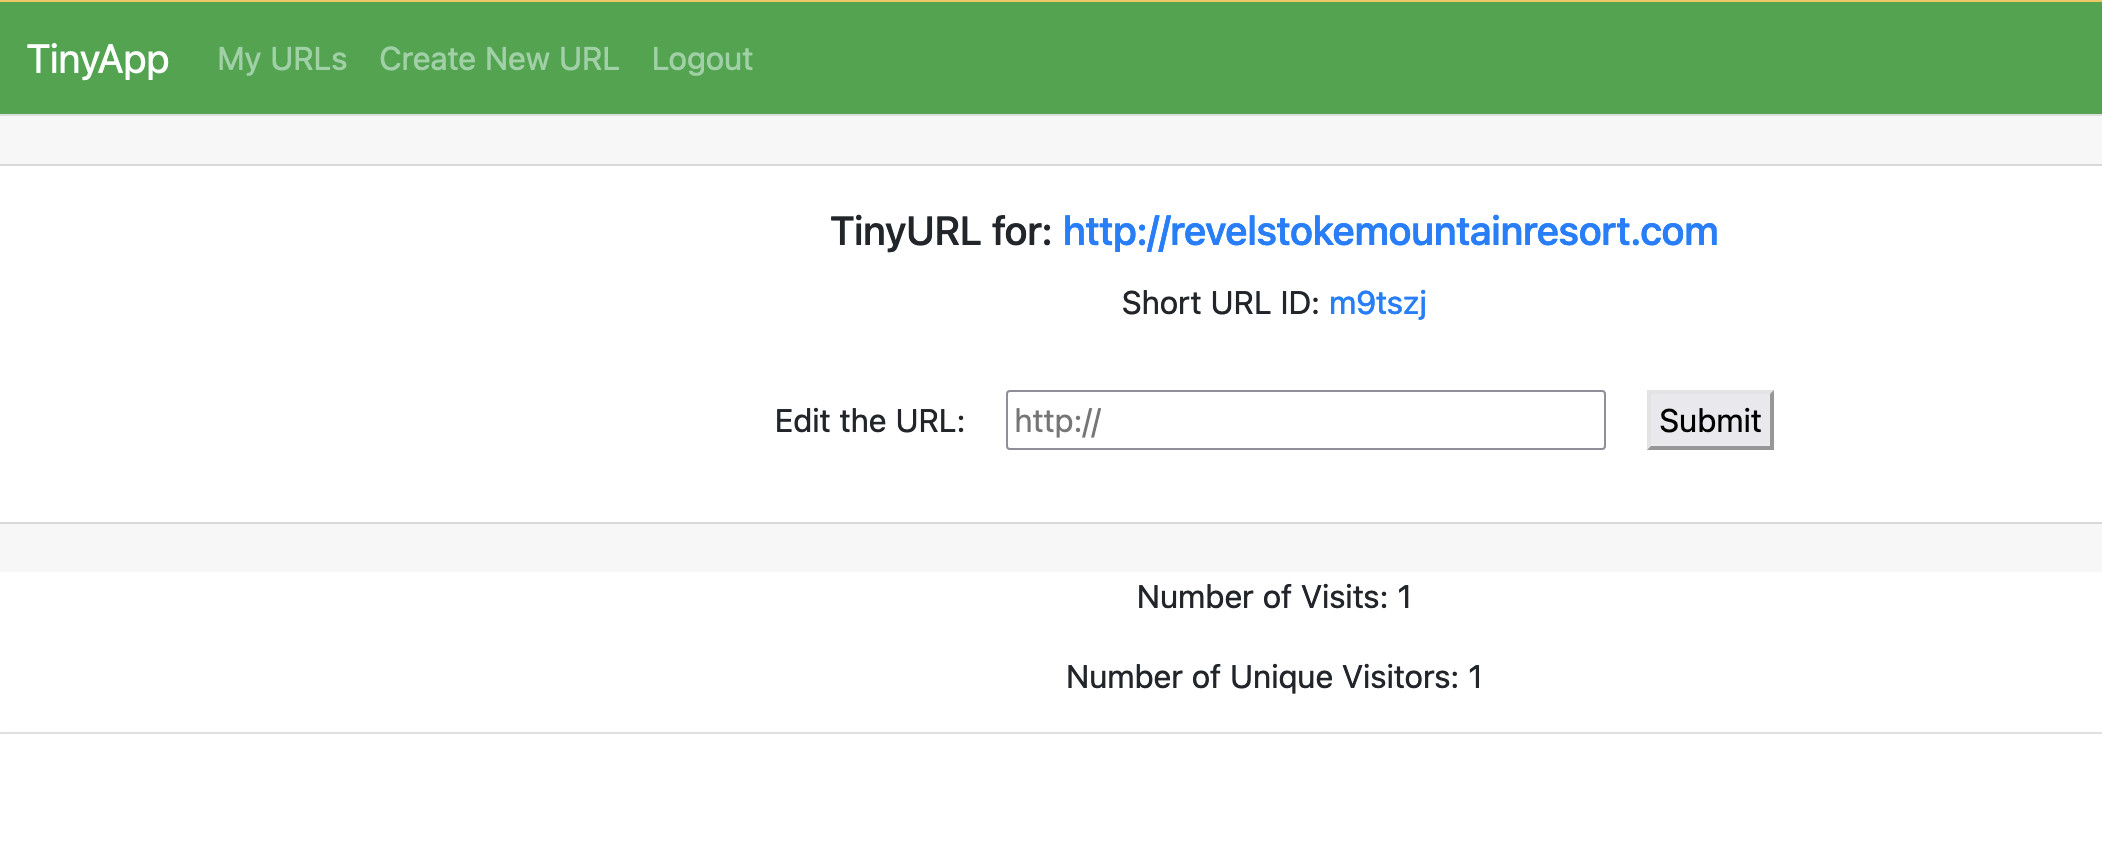 TinyApp My URLs Create New URL Logout
TinyURL for: http://revelstokemountainresort.com
Short URL ID: m9tszj
Edit the URL: http:// Submit
Number of Visits: 1
Number of Unique Visitors: 1